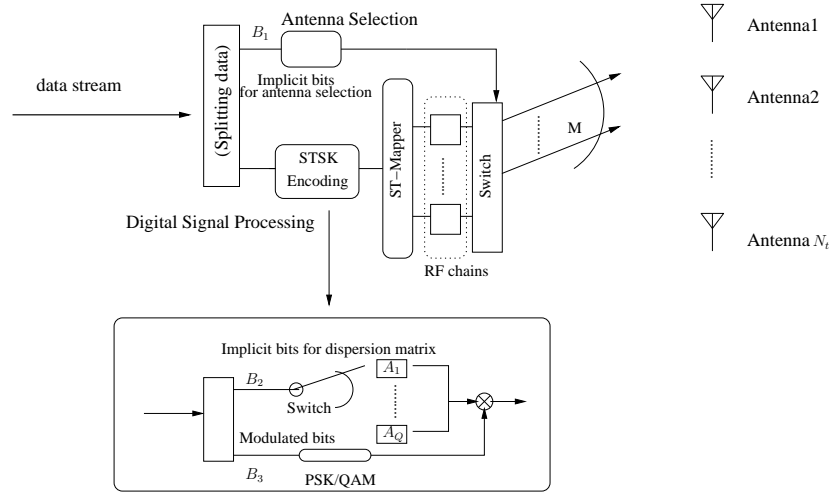 Antenna Selection
B1
Implicit bits
for antenna selection
data stream
(Splitting data)
STSK
Encoding
ST−Mapper
Switch
M
RF chains
Digital Signal Processing
Antenna1
Antenna2
Antenna Nt
Implicit bits for dispersion matrix
B2
Switch
A1
AQ
Modulated bits
B3
PSK/QAM